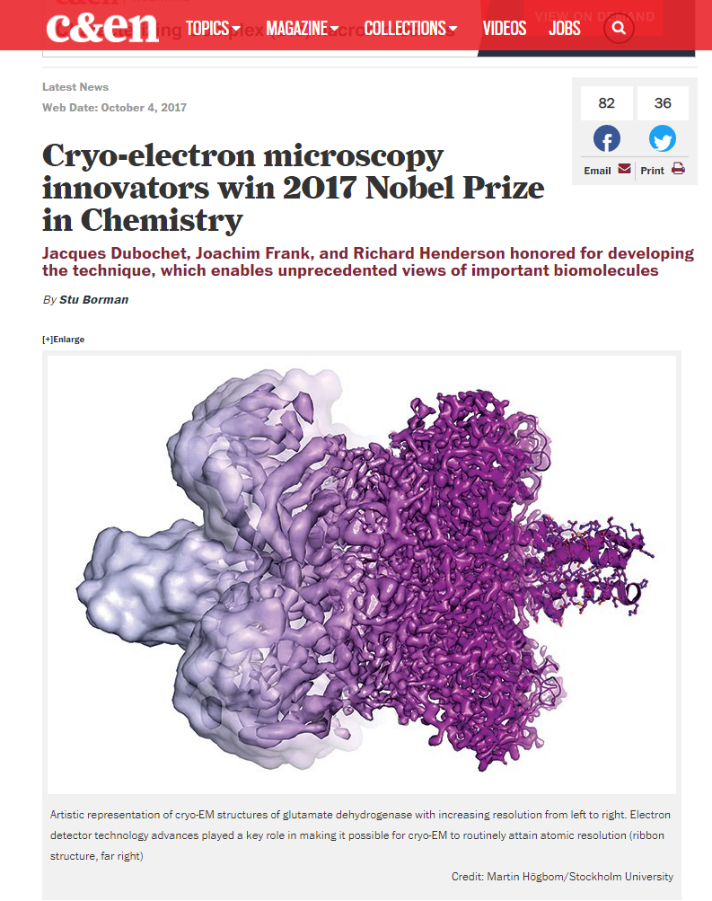 c&en
TOPICS
MAGAZINE
COLLECTIONS
VIDEOS
JOBS
VIEW ON DEMAND
Latest News
Web Date: October 4, 2017
82
36
Email
Print
Cryo-electron microscopy
innovators win 2017 Nobel Prize
in Chemistry
Jacques Dubochet, Joachim Frank, and Richard Henderson honored for developing
the technique, which enables unprecedented views of important biomolecules
By Stu Borman
[+]Enlarge
Artistic representation of cryo-EM structures of glutamate dehydrogenase with increasing resolution from left to right. Electron
detector technology advances played a key role in making it possible for cryo-EM to routinely attain atomic resolution (ribbon
structure, far right)
Credit: Martin Högbom/Stockholm University